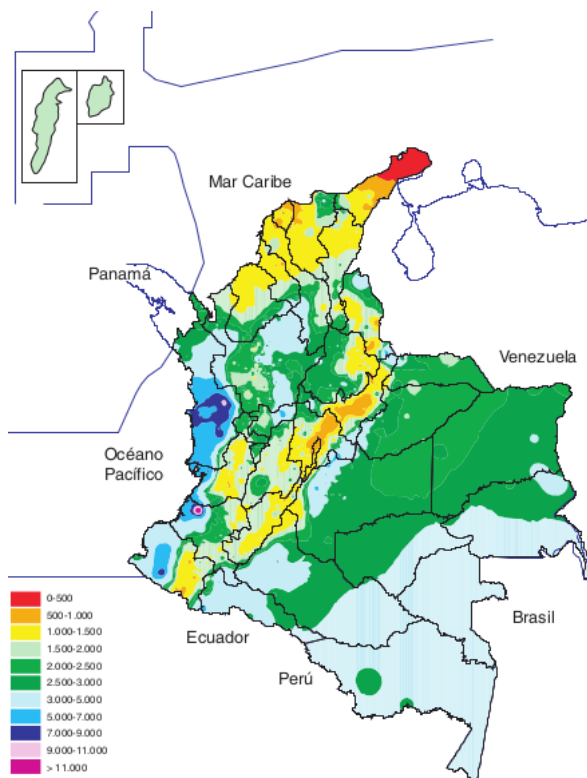 Mar Caribe
Panamá
Venezuela
Océano
Pacífico
Brasil
Ecuador
Perú
0-500
500-1.000
1.000-1.500
1.500-2.000
2.000-2.500
2.500-3.000
3.000-5.000
5.000-7.000
7.000-9.000
9.000-11.000
> 11.000